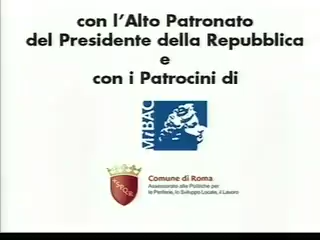 con l'Alto Patronato
del Presidente della Repubblica
e
con i Patrocini di
MiBAC
Comune di Roma
Assessorato alle Politiche per
le Periferie, lo Sviluppo Locale, il Lavoro